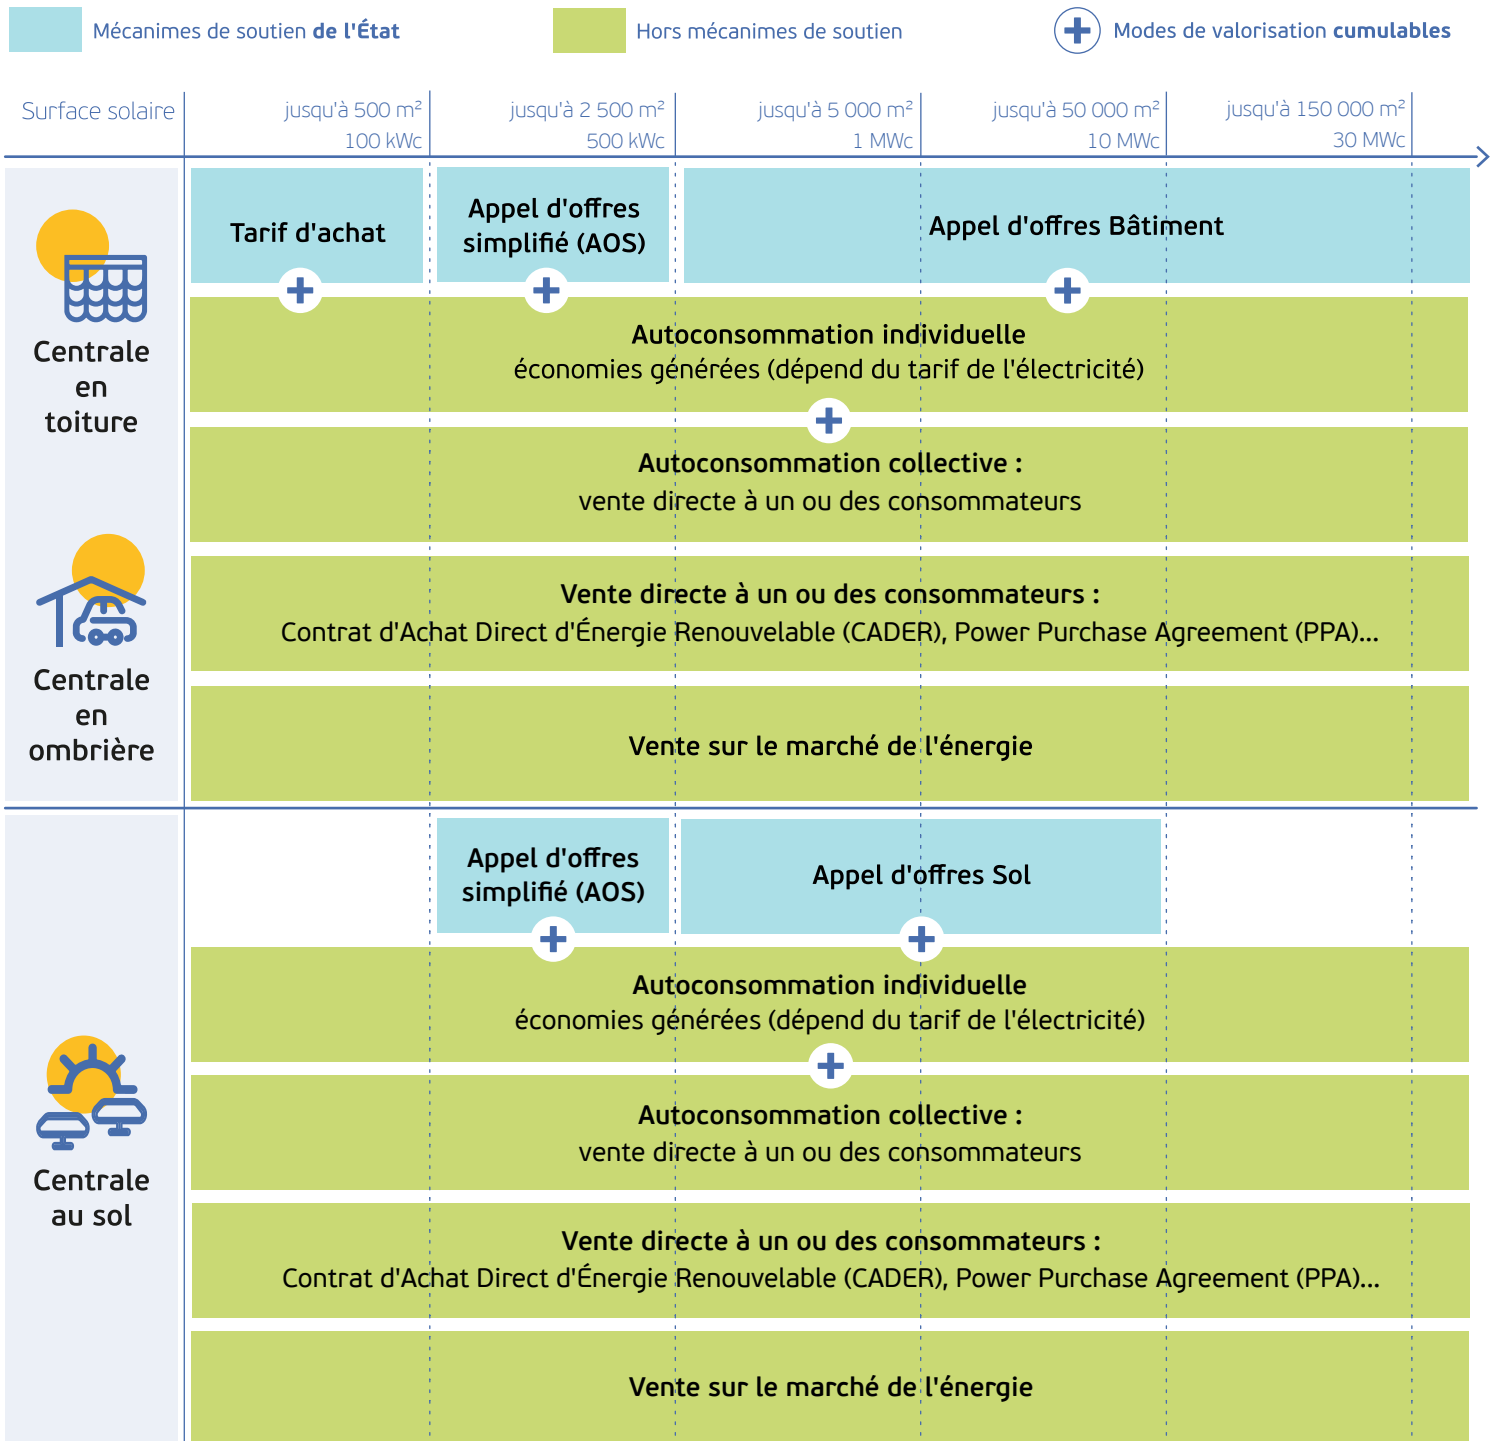 Mécanimes de soutien de l'État
Hors mécanimes de soutien
Modes de valorisation cumulables
Surface solaire
jusqu'à 500 m²
100 kWc
jusqu'à 2 500 m²
500 kWc
jusqu'à 5 000 m²
1 MWc
jusqu'à 50 000 m²
10 MWc
jusqu'à 150 000 m²
30 MWc
Centrale
en
toiture
Centrale
en
ombrière
Tarif d'achat
Appel d'offres
simplifié (AOS)
Appel d'offres Bâtiment
Autoconsommation individuelle
économies générées (dépend du tarif de l'électricité)
Autoconsommation collective :
vente directe à un ou des consommateurs
Vente directe à un ou des consommateurs :
Contrat d'Achat Direct d'Énergie Renouvelable (CADER), Power Purchase Agreement (PPA)...
Vente sur le marché de l'énergie
Centrale
au sol
Appel d'offres
simplifié (AOS)
Appel d'offres Sol
Autoconsommation individuelle
économies générées (dépend du tarif de l'électricité)
Autoconsommation collective :
vente directe à un ou des consommateurs
Vente directe à un ou des consommateurs :
Contrat d'Achat Direct d'Énergie Renouvelable (CADER), Power Purchase Agreement (PPA)...
Vente sur le marché de l'énergie